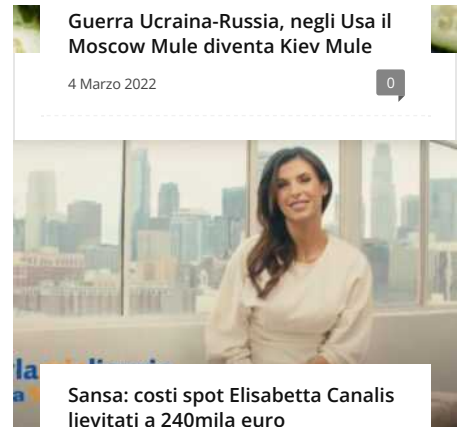 Guerra Ucraina-Russia, negli Usa il
Moscow Mule diventa Kiev Mule
4 Marzo 2022
0
Sansa: costi spot Elisabetta Canalis
lievitati a 240mila euro